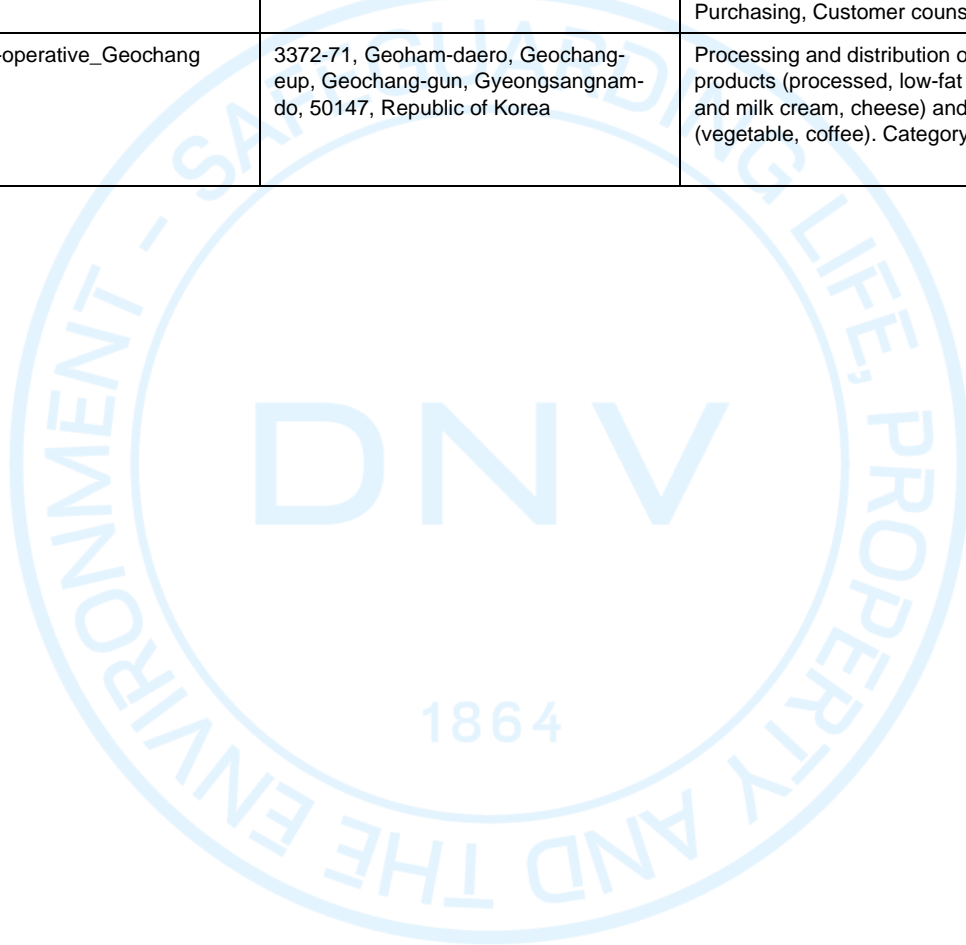 Purchasing, Customer couns
-operative_Geochang
3372-71, Geoham-daero, Geochang-
eup, Geochang-gun, Gyeongsangnam-
do, 50147, Republic of Korea
Processing and distribution o
products (processed, low-fat
and milk cream, cheese) and
(vegetable, coffee). Category
SAFEGUARDING LIFE, PROPERTY AND THE ENVIRONMENT -
DNV
1864